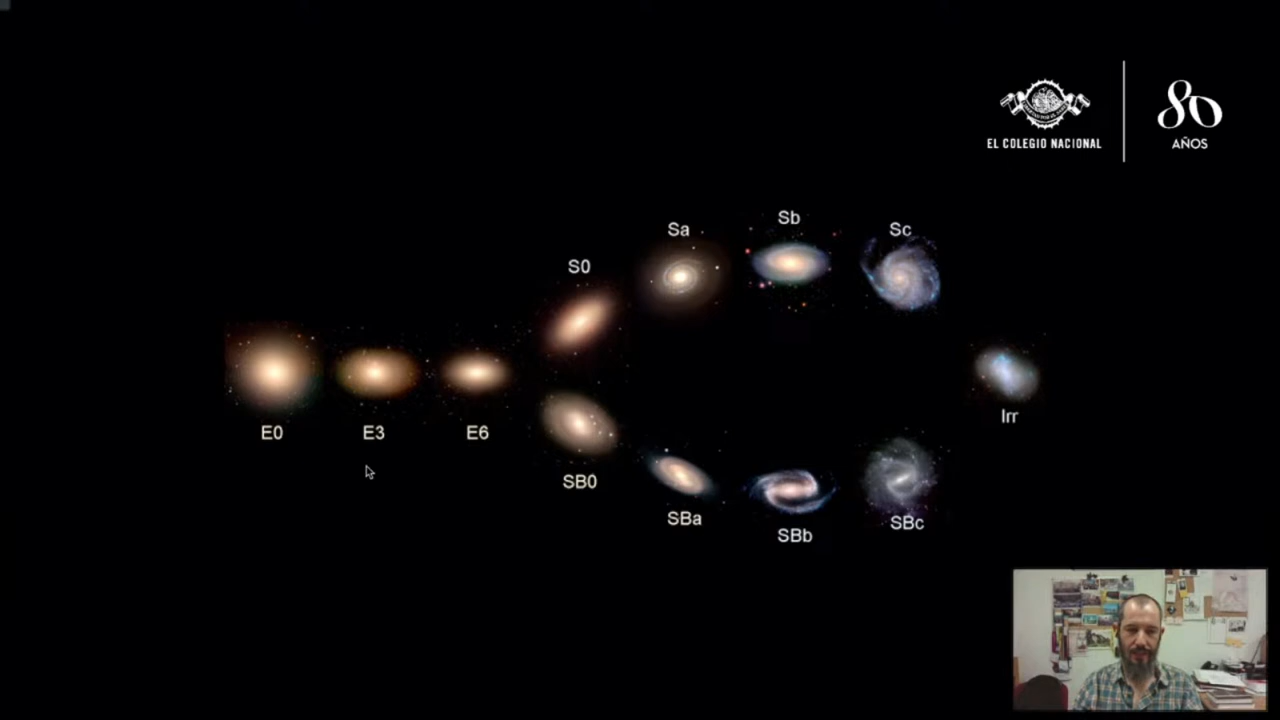 EL COLEGIO NACIONAL
80
AÑOS
Sb
Sa
Sc
S0
E0
E3
E6
Irr
SB0
SBa
SBb
SBc